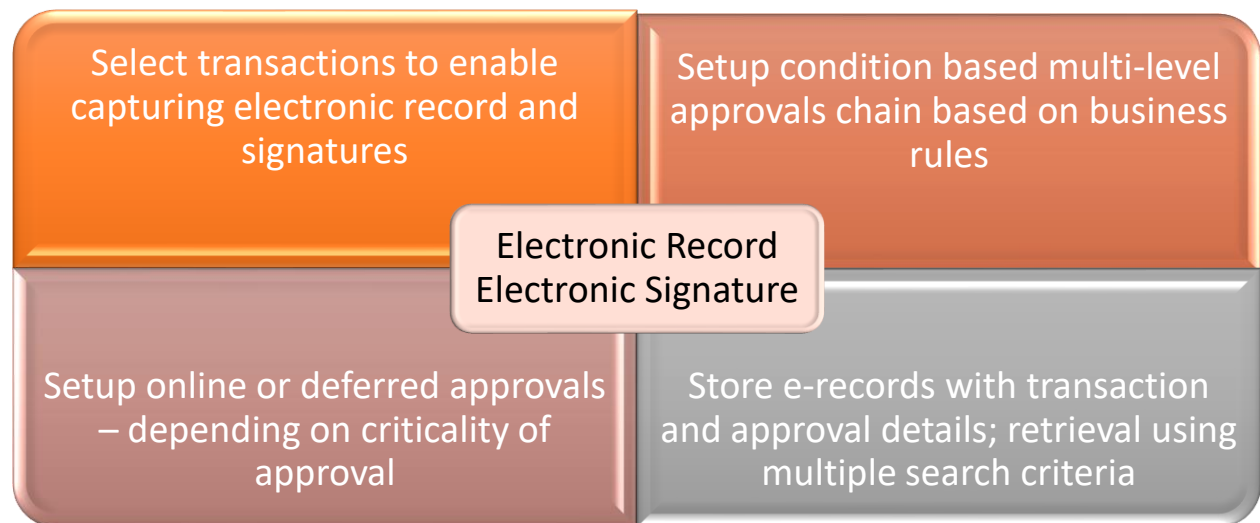 Select transactions to enable
capturing electronic record and
signatures
Setup condition based multi-level
approvals chain based on business
rules
Electronic Record
Electronic Signature
Setup online or deferred approvals
– depending on criticality of
approval
Store e-records with transaction
and approval details; retrieval using
multiple search criteria